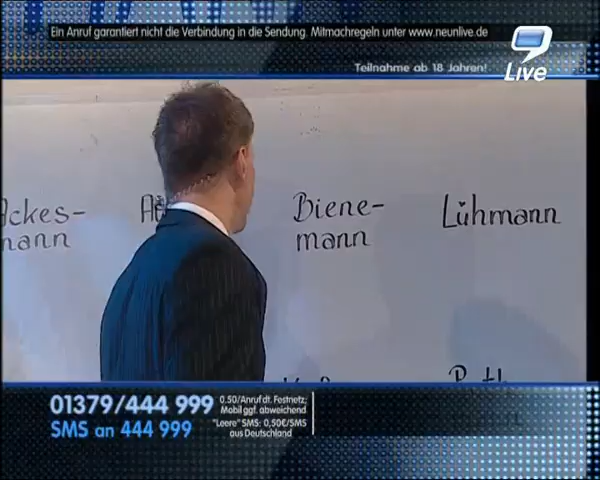 Ein Anruf garantiert nicht die Verbindung in die Sendung. Mitmachregeln unter www.neunlive.de
Teilnahme ab 18 Jahren!
Live
Biene-
mann
Lühmann
01379/444 999
SMS an 444 999
0,50/Anruf dt. Festnetz;
Mobil ggf. abweichend
"Leere" SMS: 0,50€/SMS
aus Deutschland